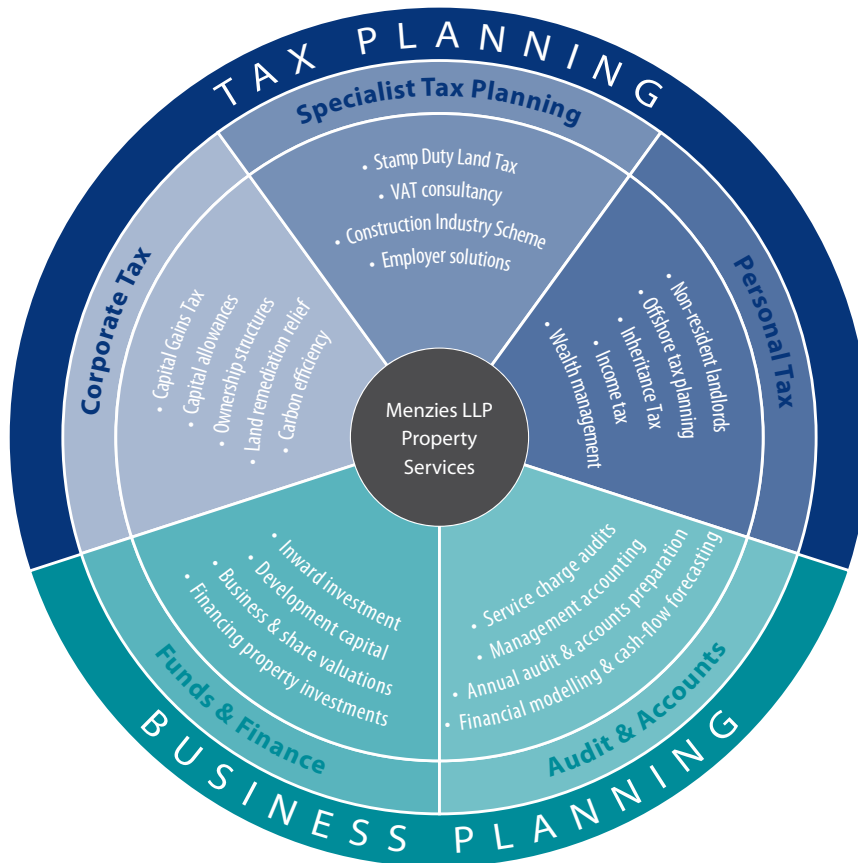 TAX PLANNING
Specialist Tax Planning
• Stamp Duty Land Tax
• VAT consultancy
• Construction Industry Scheme
• Employer solutions
Corporate Tax
• Capital Gains Tax
• Capital allowances
• Ownership structures
• Land remediation relief
• Carbon efficiency
Personal Tax
• Non-resident landlords
• Offshore tax planning
• Inheritance Tax
• Income tax
• Wealth management
Menzies LLP
Property
Services
• Inward investment
• Development capital
• Business & share valuations
• Financing property investments
Funds & Finance
• Service charge audits
• Management accounting
• Annual audit & accounts preparation
• Financial modelling & cash-flow forecasting
Audit & Accounts
BUSINESS PLANNING